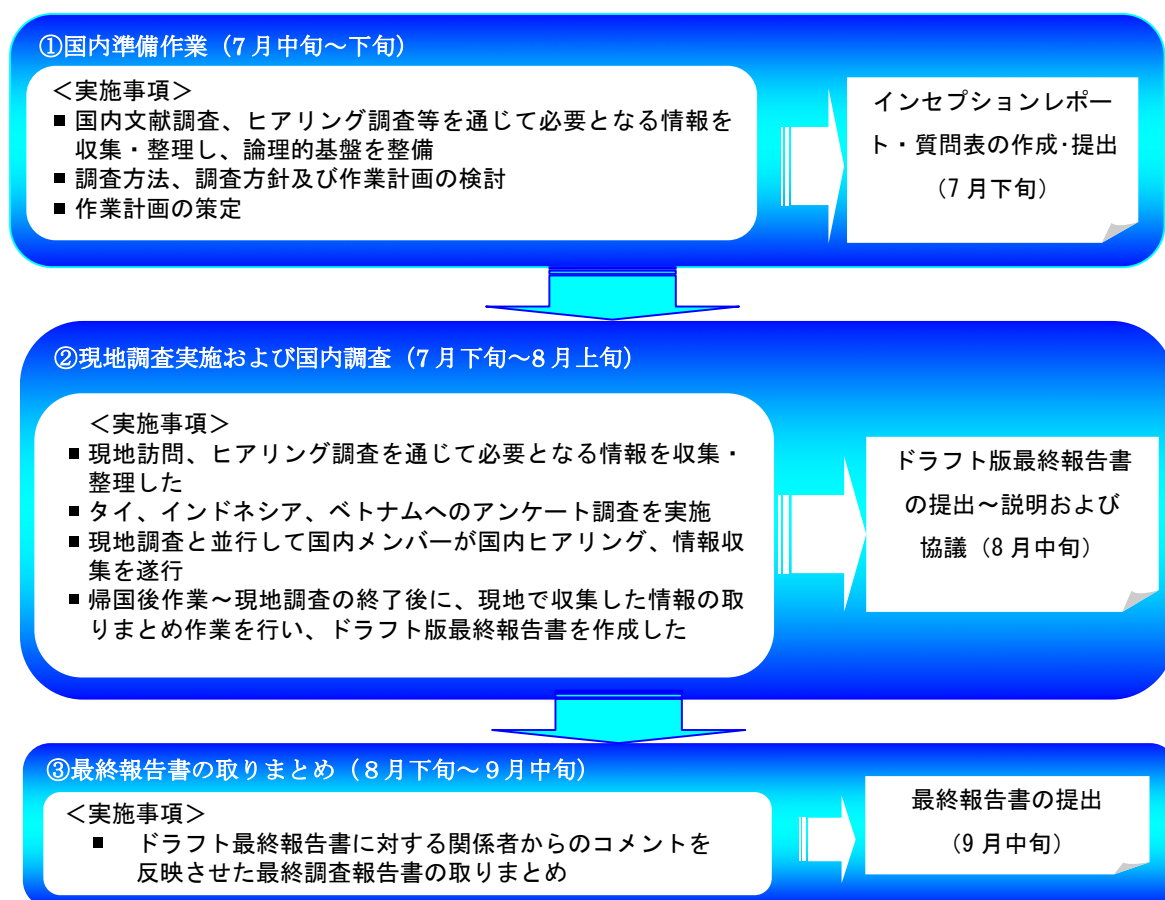 ①国内準備作業（7月中旬～下旬）
＜実施事項＞
■ 国内文献調査、ヒアリング調査等を通じて必要となる情報を
収集・整理し、論理的基盤を整備
■ 調査方法、調査方針及び作業計画の検討
■ 作業計画の策定
インセプションレポー
ト・質問表の作成･提出
（7月下旬）
②現地調査実施および国内調査（7月下旬～8月上旬）
＜実施事項＞
■ 現地訪問、ヒアリング調査を通じて必要となる情報を収集・
整理した
■ タイ、インドネシア、ベトナムへのアンケート調査を実施
■ 現地調査と並行して国内メンバーが国内ヒアリング、情報収
集を遂行
■ 帰国後作業～現地調査の終了後に、現地で収集した情報の取
りまとめ作業を行い、ドラフト版最終報告書を作成した
ドラフト版最終報告書
の提出～説明および
協議（8月中旬）
③最終報告書の取りまとめ（８月下旬～９月中旬）
＜実施事項＞
■ ドラフト最終報告書に対する関係者からのコメントを
反映させた最終調査報告書の取りまとめ
最終報告書の提出
（9月中旬）